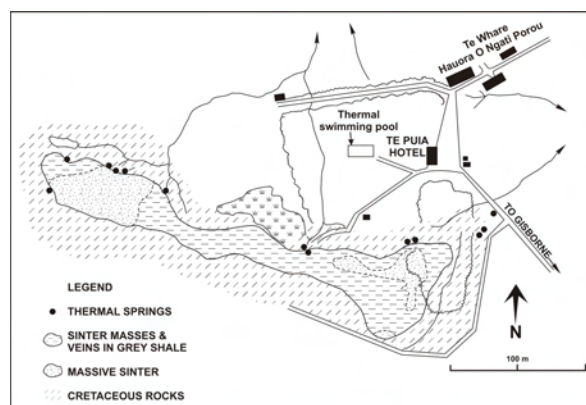 Te Whare
Hauora O Ngati Porou
Thermal
swimming pool
TE PUIA
HOTEL
TO GISBORNE
LEGEND
THERMAL SPRINGS
SINTER MASSES &
VEINS IN GREY SHALE
MASSIVE SINTER
CRETACEOUS ROCKS
N
100 m